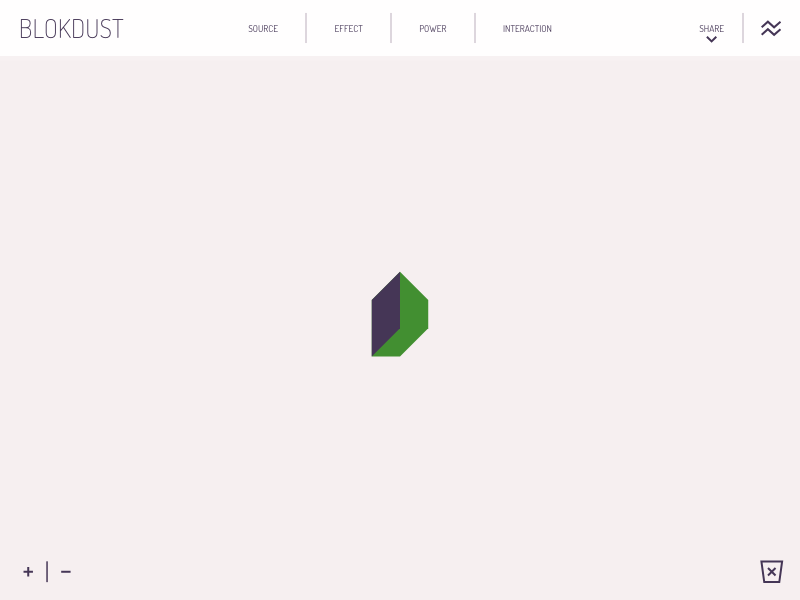 BLOKDUST
SOURCE
EFFECT
POWER
INTERACTION
SHARE